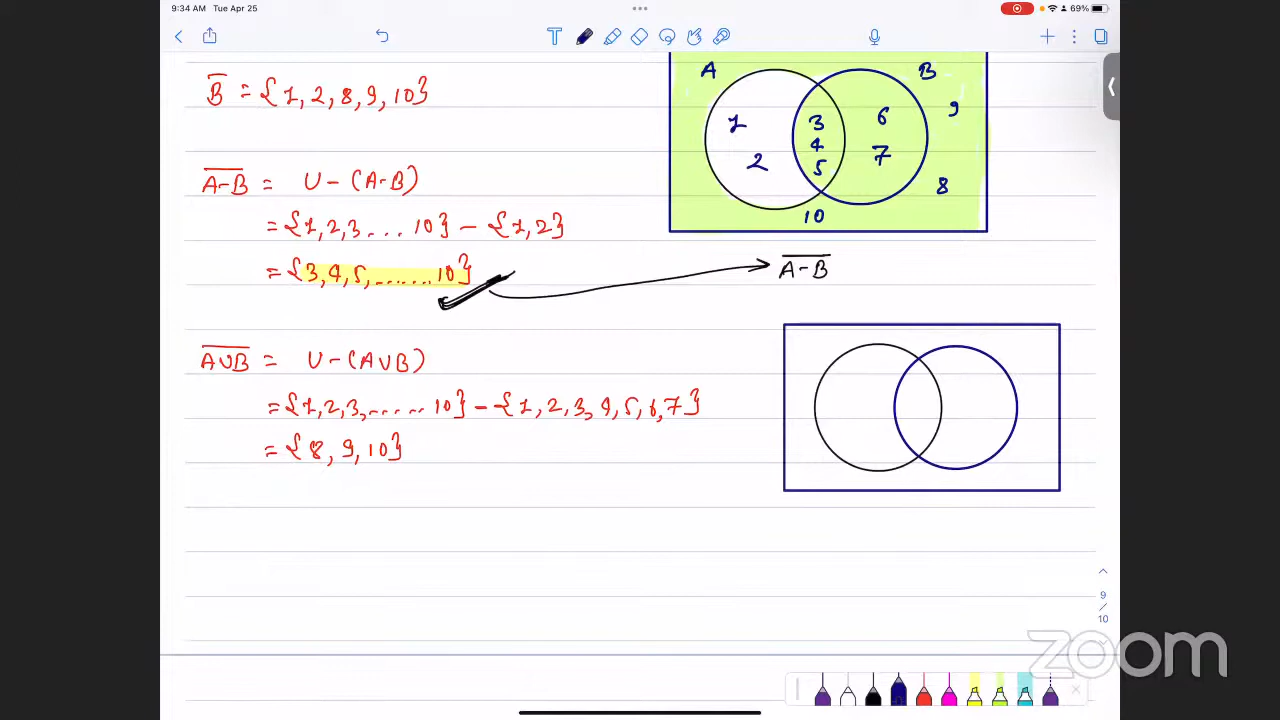 9:34 AM Tue Apr 25
69%
B̅ = {1, 2, 8, 9, 10}
A B
1 3 6 9
2 4 7
5 8
10
A̅-̅B̅ = U - (A-B)
= {1, 2, 3 . . . . 10} - {1, 2}
= {3, 4, 5, . . . . . . 10}
A̅-̅B̅
A̅∪̅B̅ = U - (A∪B)
= {1, 2, 3, . . . . . . 10} - {1, 2, 3, 4, 5, 6, 7}
= {8, 9, 10}
9
/
10
zoom